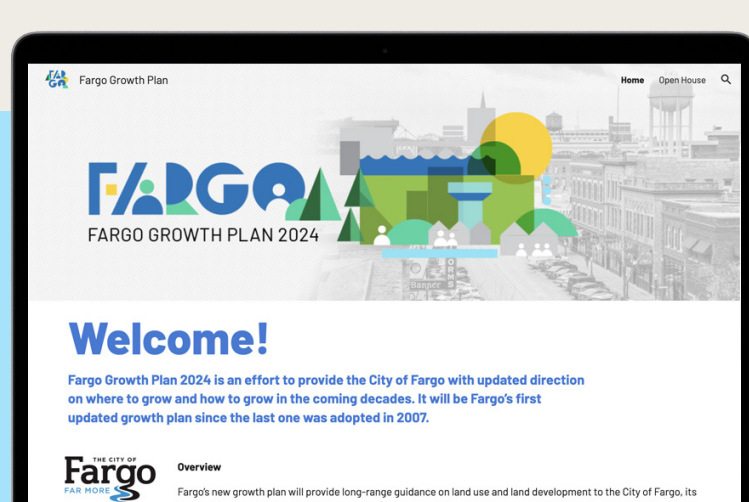 FARGO
Fargo Growth Plan
Home Open House
FARGO
FARGO GROWTH PLAN 2024
Banner
Welcome!
Fargo Growth Plan 2024 is an effort to provide the City of Fargo with updated direction
on where to grow and how to grow in the coming decades. It will be Fargo's first
updated growth plan since the last one was adopted in 2007.
THE CITY OF
Fargo
FAR MORE
Overview
Fargo's new growth plan will provide long-range guidance on land use and land development to the City of Fargo, its